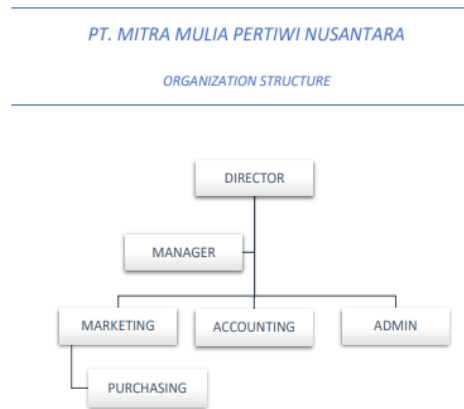 PT. MITRA MULIA PERTIWI NUSANTARA
ORGANIZATION STRUCTURE
DIRECTOR
MANAGER
MARKETING
ACCOUNTING
ADMIN
PURCHASING